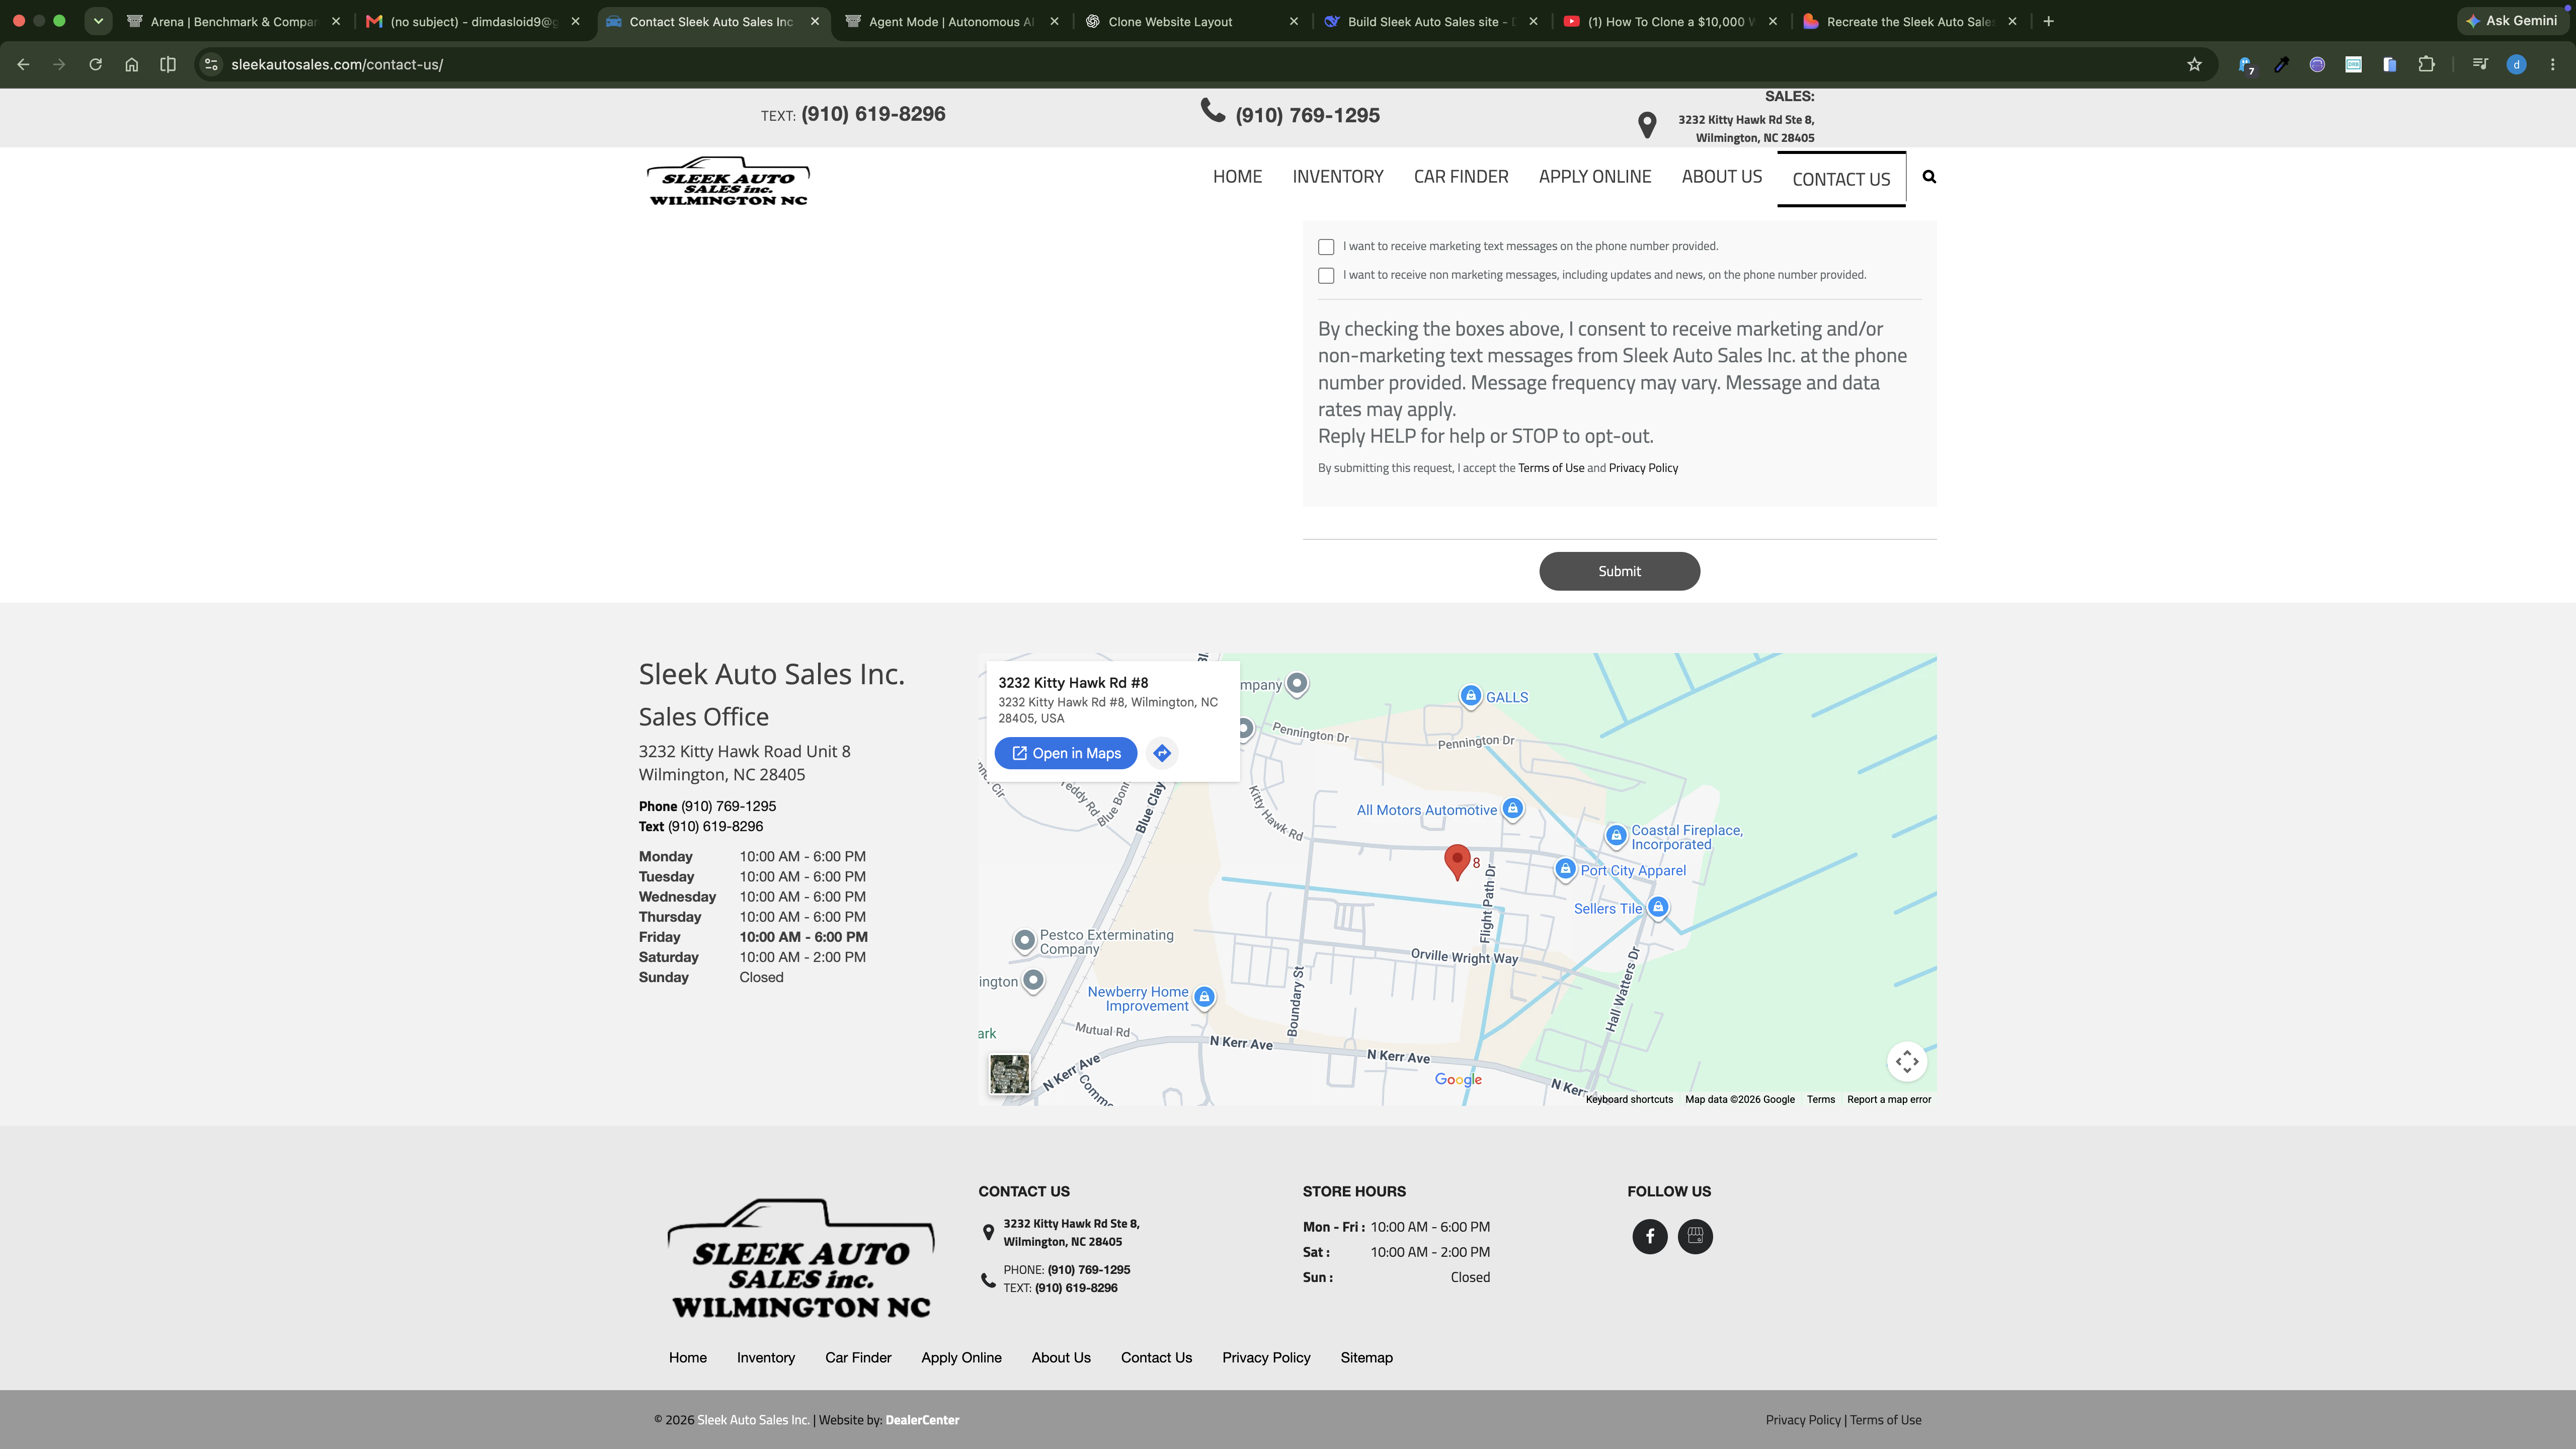 Arena | Benchmark & Compar
(no subject) - dimdasloid9@g
Contact Sleek Auto Sales Inc
Agent Mode | Autonomous AI
Clone Website Layout
Build Sleek Auto Sales site -
(1) How To Clone a $10,000 W
Recreate the Sleek Auto Sale
Ask Gemini
sleekautosales.com/contact-us/
7
d
TEXT: (910) 619-8296
(910) 769-1295
SALES:
3232 Kitty Hawk Rd Ste 8,
Wilmington, NC 28405
SLEEK AUTO
SALES inc.
WILMINGTON NC
HOME
INVENTORY
CAR FINDER
APPLY ONLINE
ABOUT US
CONTACT US
I want to receive marketing text messages on the phone number provided.
I want to receive non marketing messages, including updates and news, on the phone number provided.
By checking the boxes above, I consent to receive marketing and/or
non-marketing text messages from Sleek Auto Sales Inc. at the phone
number provided. Message frequency may vary. Message and data
rates may apply.
Reply HELP for help or STOP to opt-out.
By submitting this request, I accept the Terms of Use and Privacy Policy
Submit
Sleek Auto Sales Inc.
Sales Office
3232 Kitty Hawk Road Unit 8
Wilmington, NC 28405
Phone (910) 769-1295
Text (910) 619-8296
Monday 10:00 AM - 6:00 PM
Tuesday 10:00 AM - 6:00 PM
Wednesday 10:00 AM - 6:00 PM
Thursday 10:00 AM - 6:00 PM
Friday 10:00 AM - 6:00 PM
Saturday 10:00 AM - 2:00 PM
Sunday Closed
3232 Kitty Hawk Rd #8
3232 Kitty Hawk Rd #8, Wilmington, NC
28405, USA
Open in Maps
mpany
GALLS
Pennington Dr
Pennington Dr
Teddy Rd
Blue Bonn
Blue Clay
Kitty Hawk Rd
All Motors Automotive
Coastal Fireplace,
Incorporated
8
Port City Apparel
Flight Path Dr
Sellers Tile
Pestco Exterminating
Company
Orville Wright Way
ington
Newberry Home
Improvement
Boundary St
Hall Watters Dr
ark
Mutual Rd
N Kerr Ave
N Kerr Ave
N Kerr Ave
Comme
N Kerr
Google
Keyboard shortcuts
Map data ©2026 Google
Terms
Report a map error
SLEEK AUTO
SALES inc.
WILMINGTON NC
CONTACT US
3232 Kitty Hawk Rd Ste 8,
Wilmington, NC 28405
PHONE: (910) 769-1295
TEXT: (910) 619-8296
STORE HOURS
Mon - Fri : 10:00 AM - 6:00 PM
Sat : 10:00 AM - 2:00 PM
Sun : Closed
FOLLOW US
Home
Inventory
Car Finder
Apply Online
About Us
Contact Us
Privacy Policy
Sitemap
© 2026 Sleek Auto Sales Inc. | Website by: DealerCenter
Privacy Policy | Terms of Use